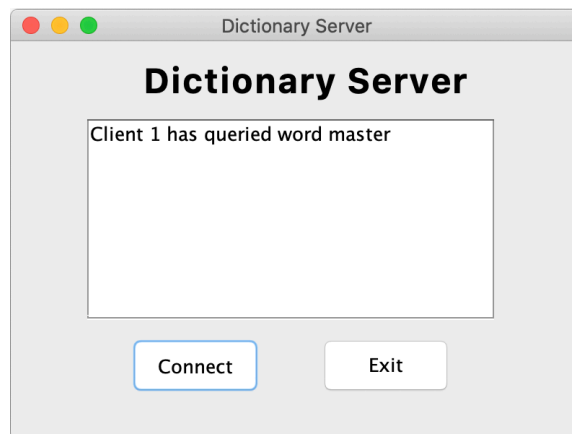 Dictionary Server
Dictionary Server
Client 1 has queried word master
Connect
Exit